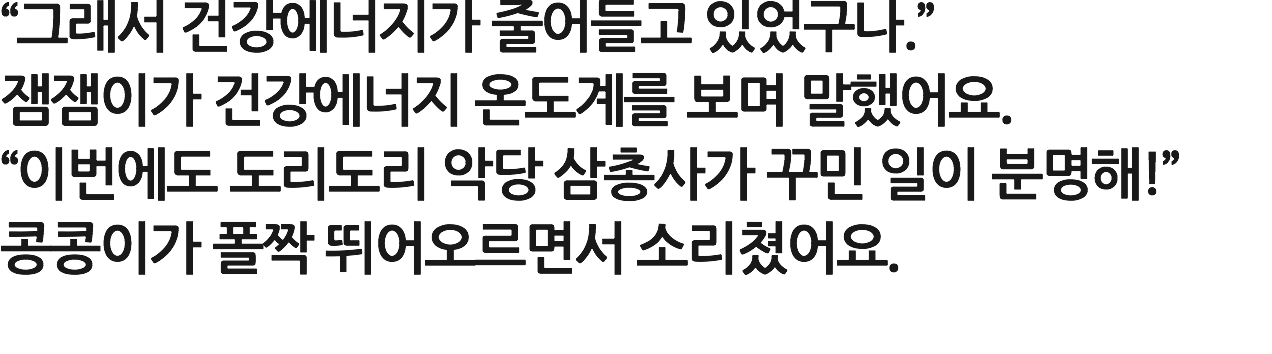 “그래서 건강에너지가 줄어들고 있었구나.”
잼잼이가 건강에너지 온도계를 보며 말했어요.
“이번에도 도리도리 악당 삼총사가 꾸민 일이 분명해!”
콩콩이가 폴짝 뛰어오르면서 소리쳤어요.